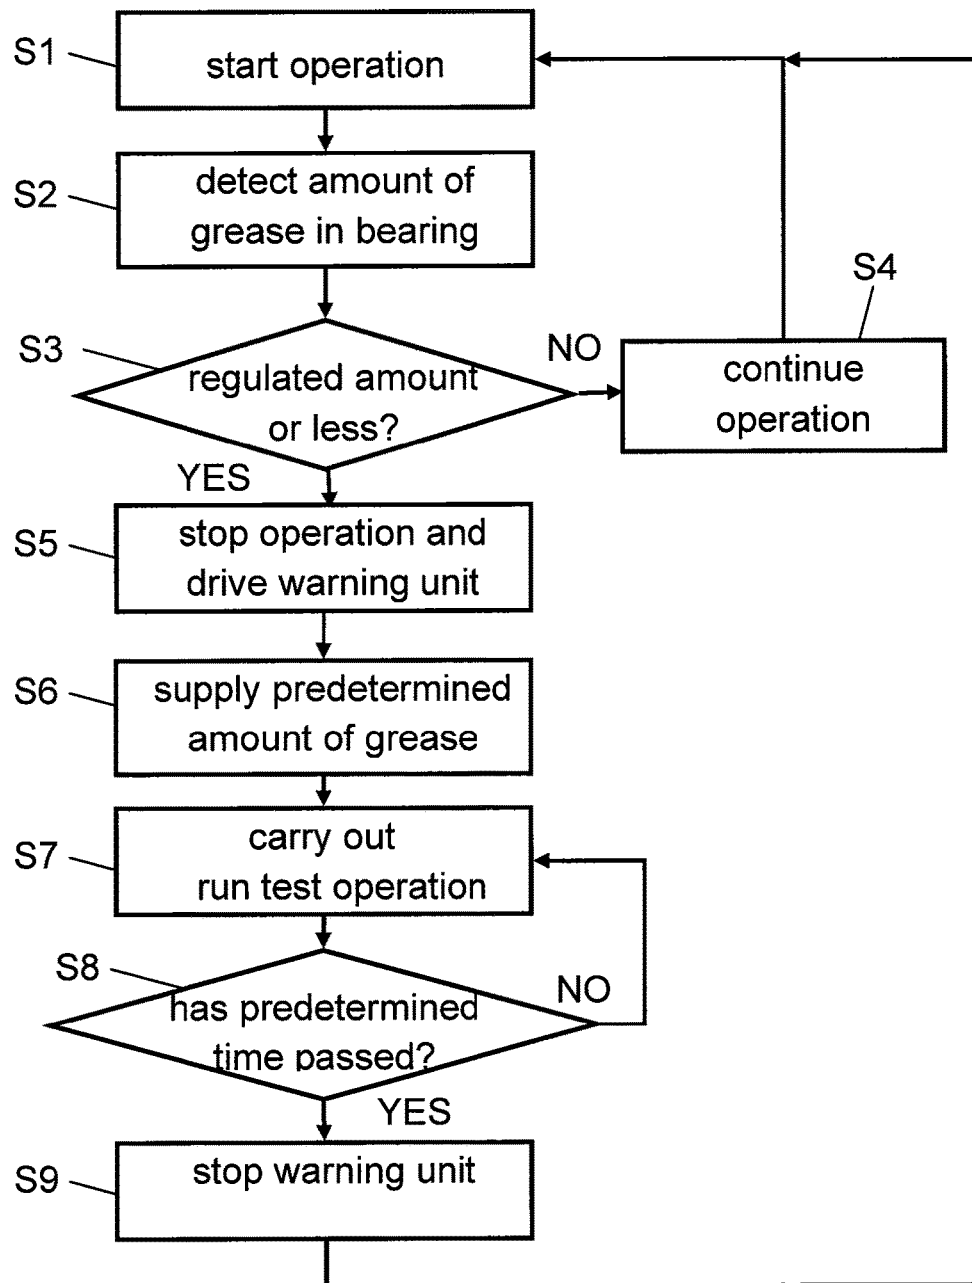 S1
start operation
S2
detect amount of
grease in bearing
S4
S3
NO
regulated amount
or less?
continue
operation
YES
S5
stop operation and
drive warning unit
S6
supply predetermined
amount of grease
S7
carry out
run test operation
S8
NO
has predetermined
time passed?
YES
S9
stop warning unit